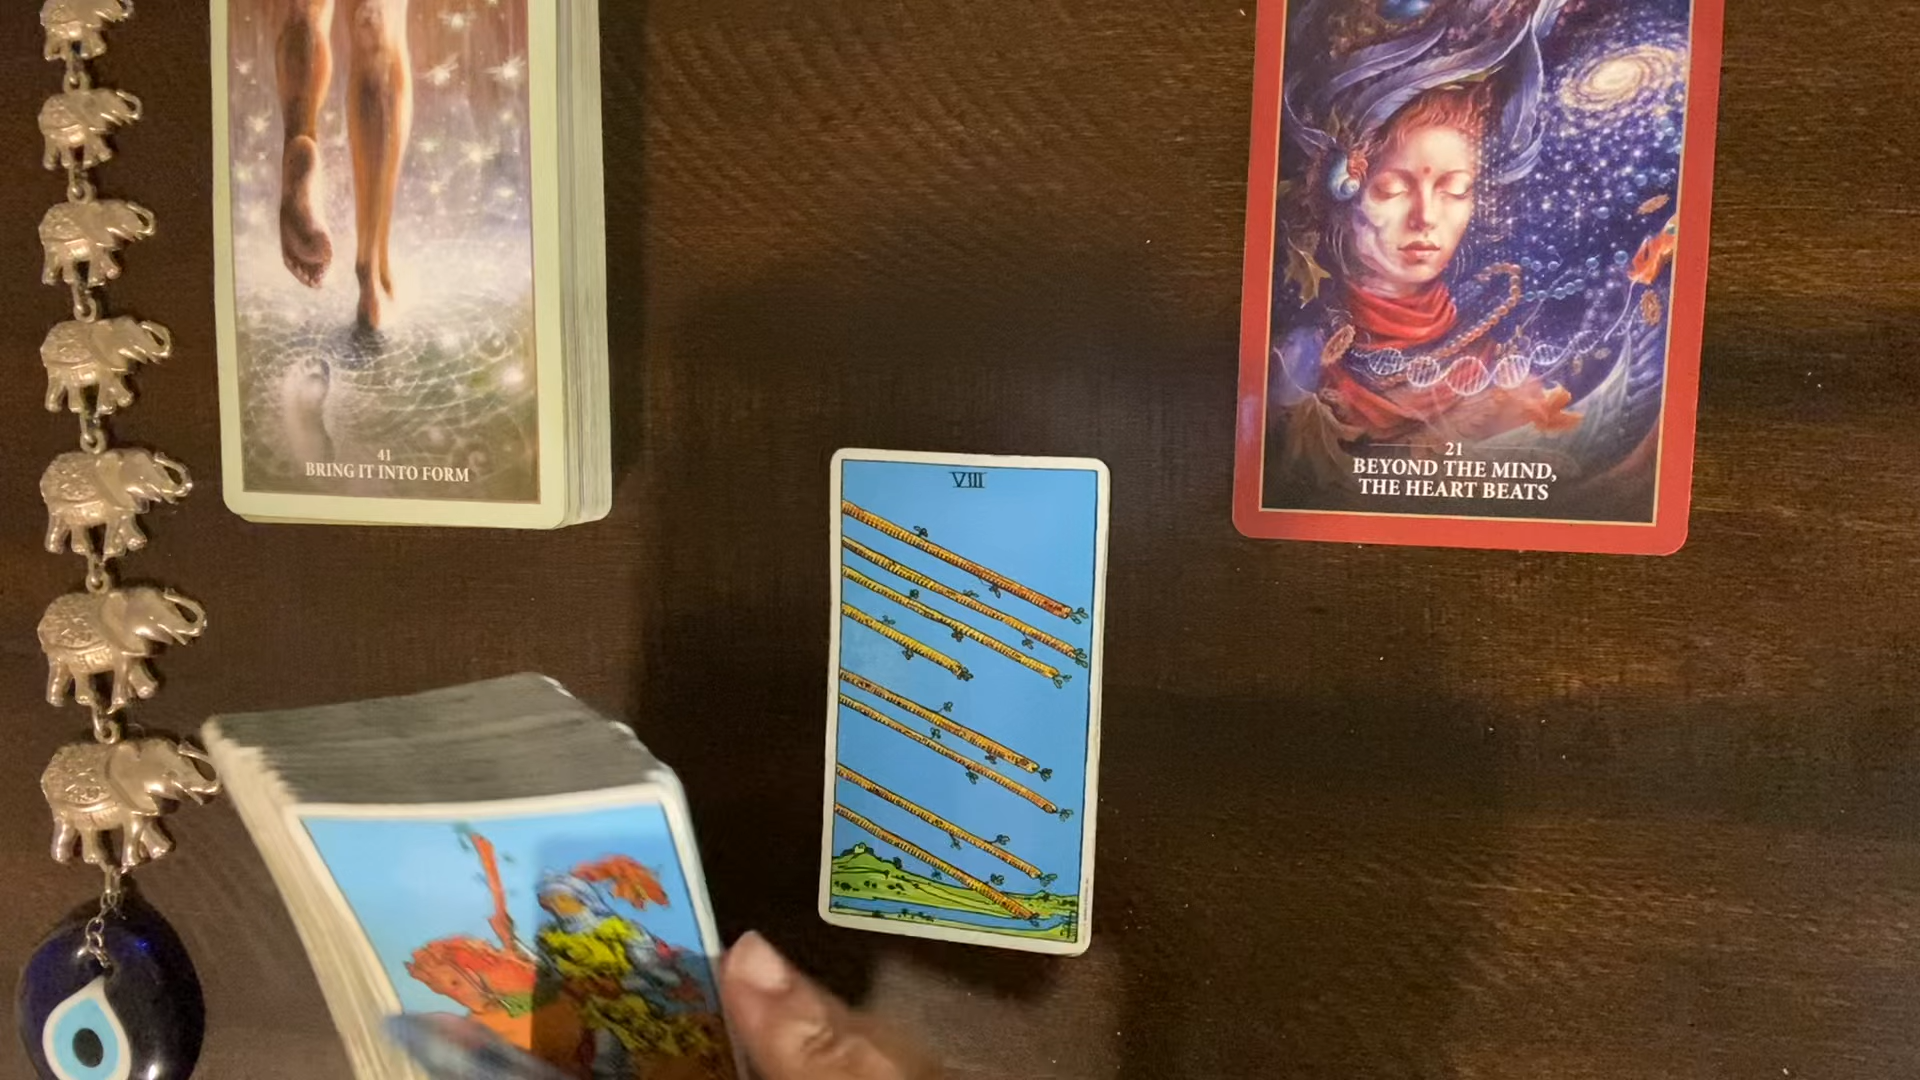 41
BRING IT INTO FORM
VIII
21
BEYOND THE MIND,
THE HEART BEATS